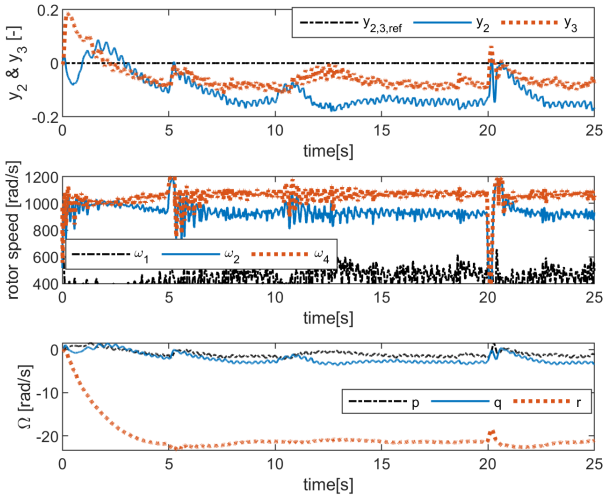 y2,3,ref y2 y3
0.2
0
-0.2
y2 & y3 [-]
0 5 10 15 20 25
time[s]
1200
1000
800
600
400
rotor speed [rad/s]
ω1 ω2 ω4
0 5 10 15 20 25
time[s]
0
-10
-20
Ω [rad/s]
p q r
0 5 10 15 20 25
time[s]